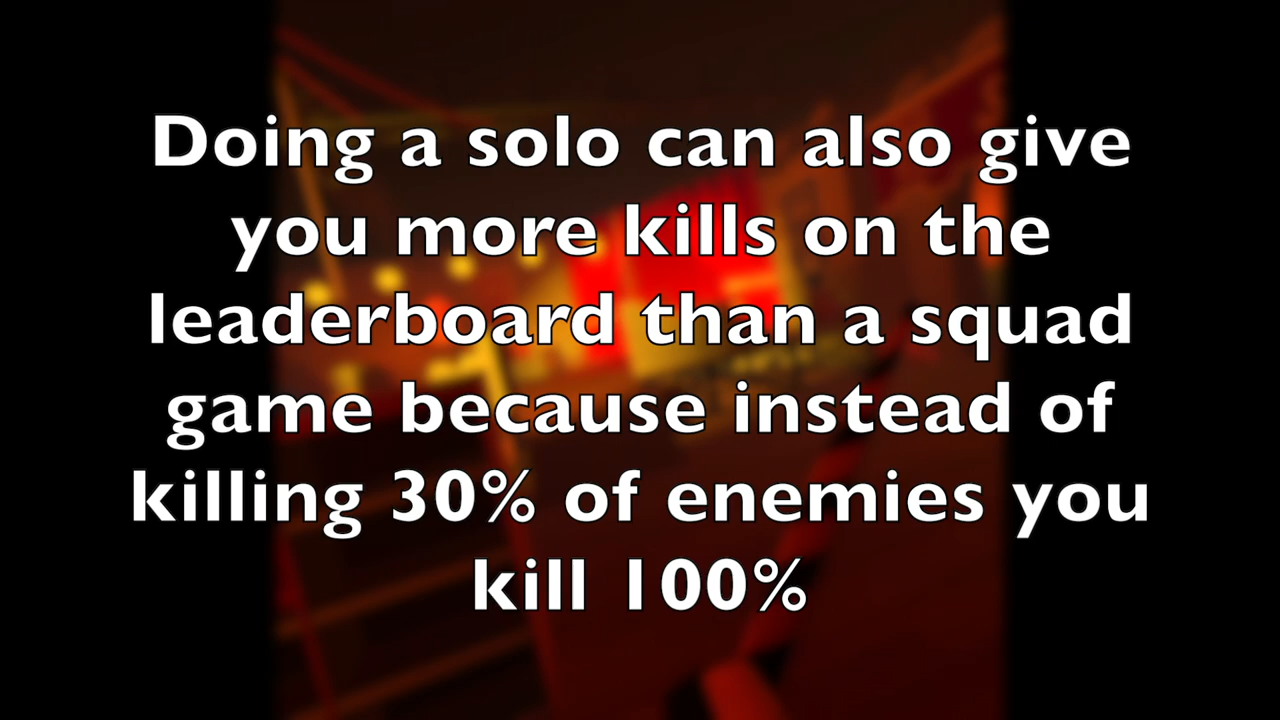 Doing a solo can also give
you more kills on the
leaderboard than a squad
game because instead of
killing 30% of enemies you
kill 100%